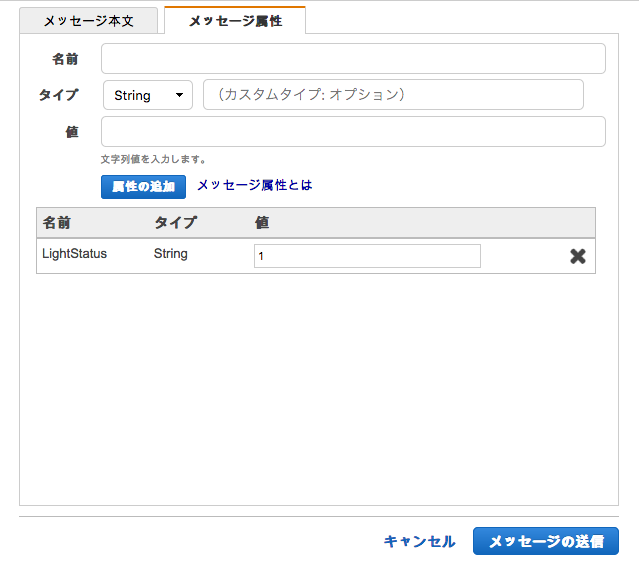 メッセージ本文 メッセージ属性
名前
タイプ String （カスタムタイプ: オプション）
値
文字列値を入力します。
属性の追加 メッセージ属性とは
名前 タイプ 値
LightStatus String 1
キャンセル メッセージの送信